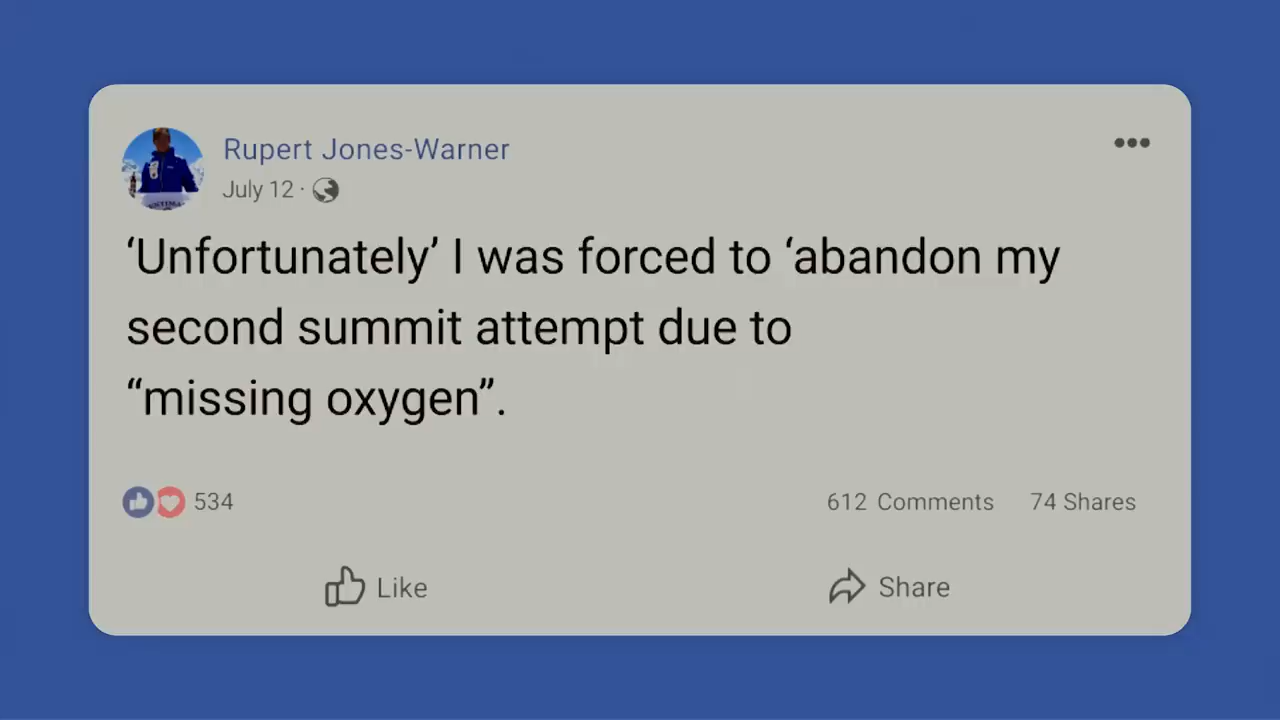 Rupert Jones-Warner
July 12 ·
‘Unfortunately’ I was forced to ‘abandon my
second summit attempt due to
“missing oxygen”.
534
612 Comments 74 Shares
Like Share